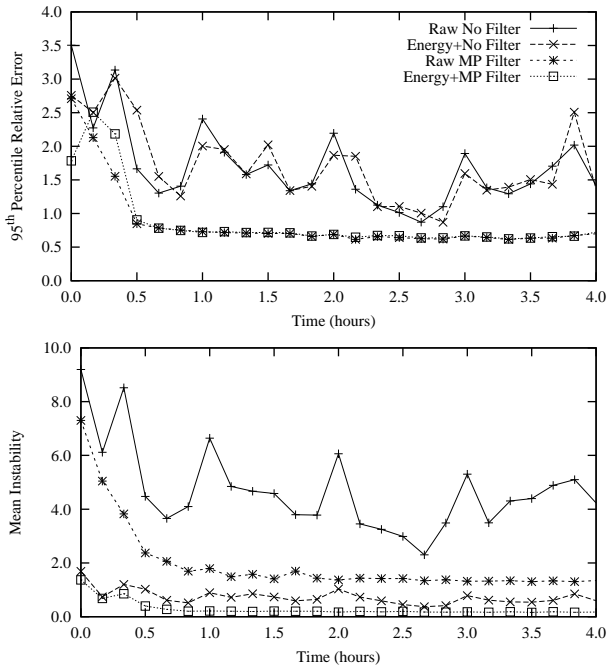 Raw No Filter
Energy+No Filter
Raw MP Filter
Energy+MP Filter
4.0
3.5
3.0
2.5
2.0
1.5
1.0
0.5
0.0
95th Percentile Relative Error
0.0 0.5 1.0 1.5 2.0 2.5 3.0 3.5 4.0
Time (hours)
10.0
8.0
6.0
4.0
2.0
0.0
Mean Instability
0.0 0.5 1.0 1.5 2.0 2.5 3.0 3.5 4.0
Time (hours)